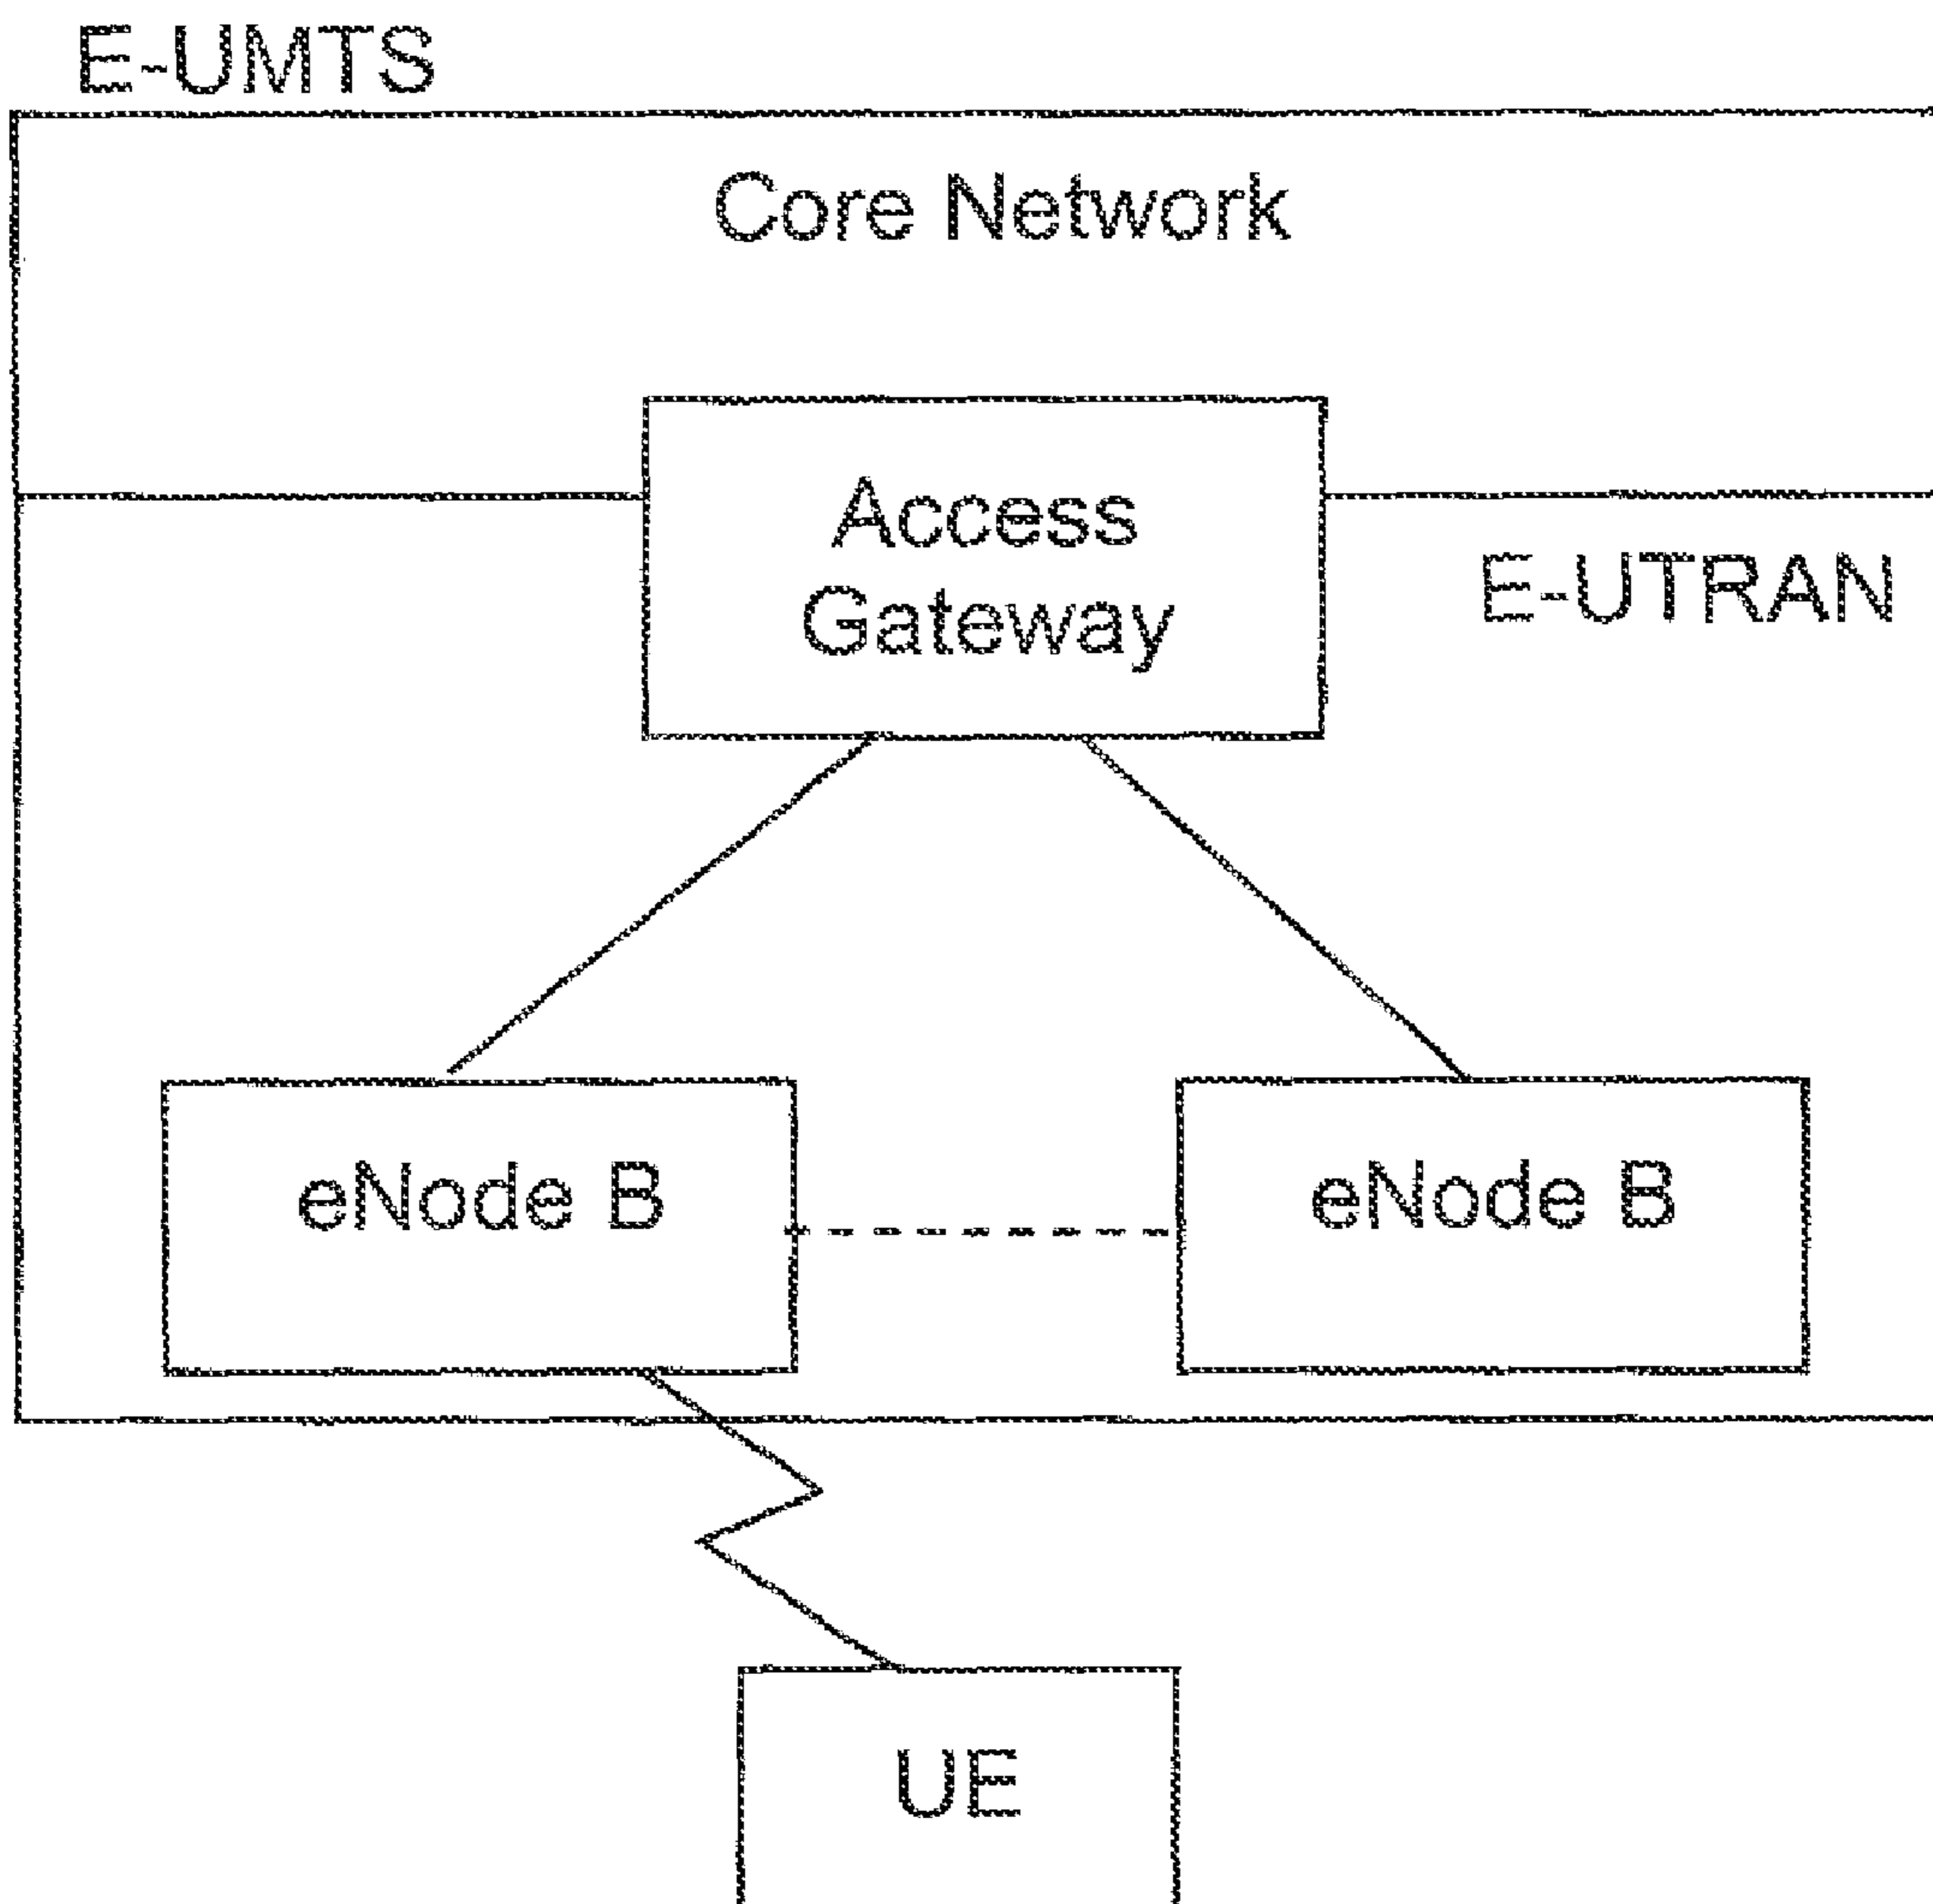 E-UMTS
Core Network
Access
Gateway
E-UTRAN
eNode B
eNode B
UE